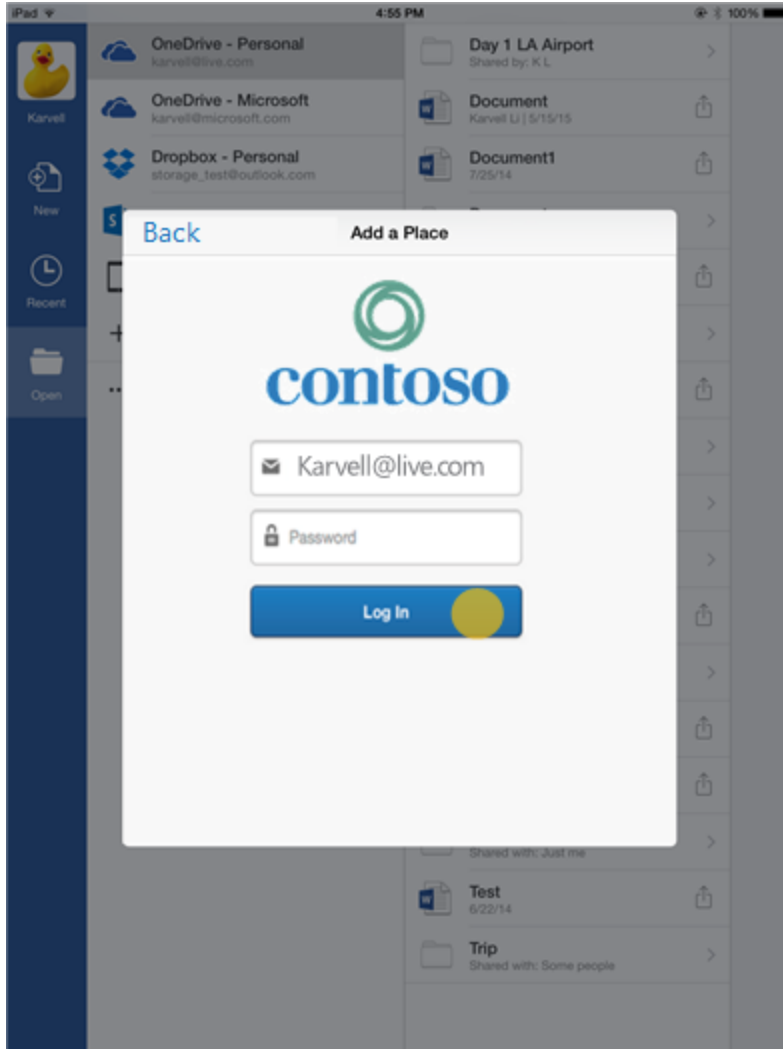 iPad
4:55 PM
100%
Karvell
New
Recent
Open
OneDrive - Personal
karvell@live.com
OneDrive - Microsoft
karvell@microsoft.com
Dropbox - Personal
storage_test@outlook.com
S
Day 1 LA Airport
Shared by: K L
Document
Karvell Li | 5/15/15
Document1
7/25/14
Back
Add a Place
contoso
Karvell@live.com
Password
Log In
Shared with: Just me
Test
6/22/14
Trip
Shared with: Some people